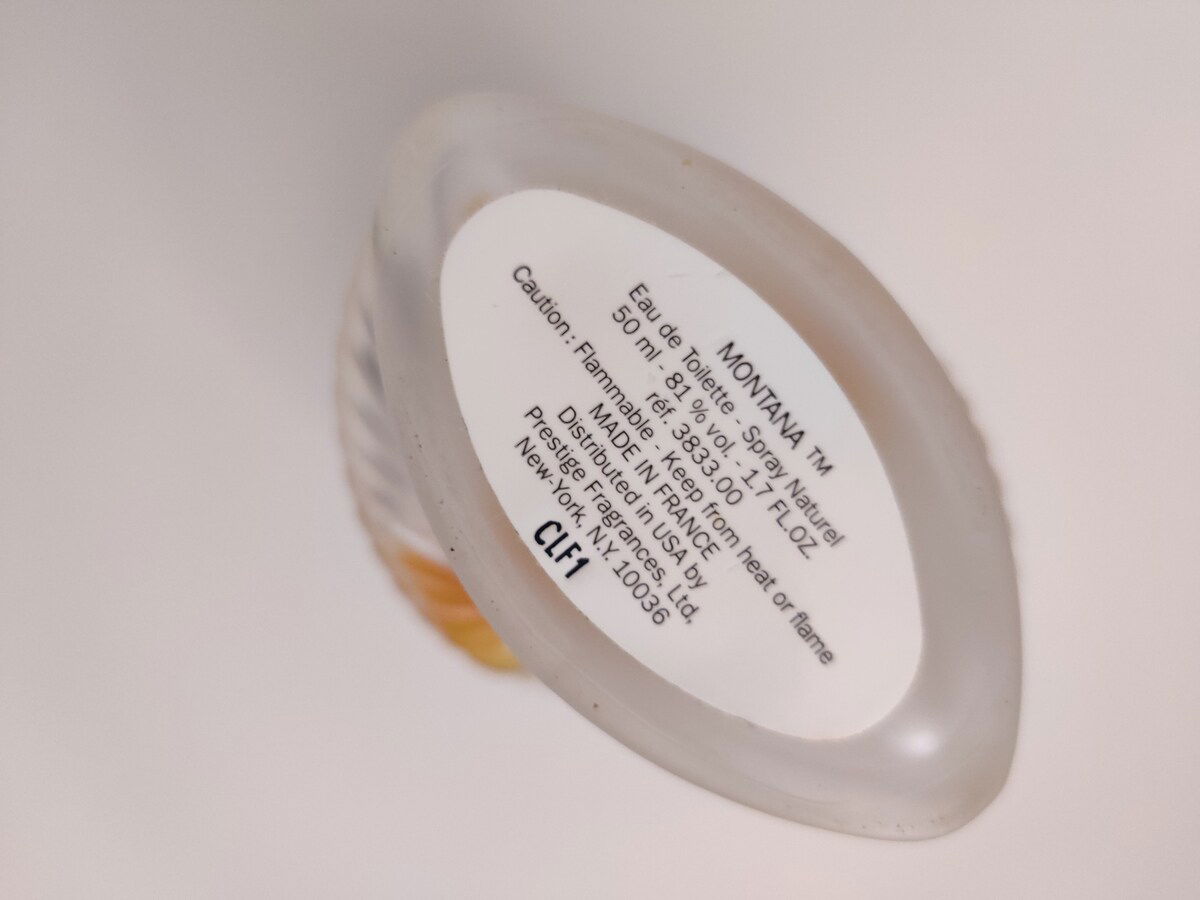 MONTANA ™
Eau de Toilette - Spray Naturel
50 ml - 81 % vol. - 1.7 FL.OZ.
réf. 3833.00
Caution : Flammable - Keep from heat or flame
MADE IN FRANCE
Distributed in USA by
Prestige Fragrances, Ltd,
New-York, N.Y. 10036
CLF1